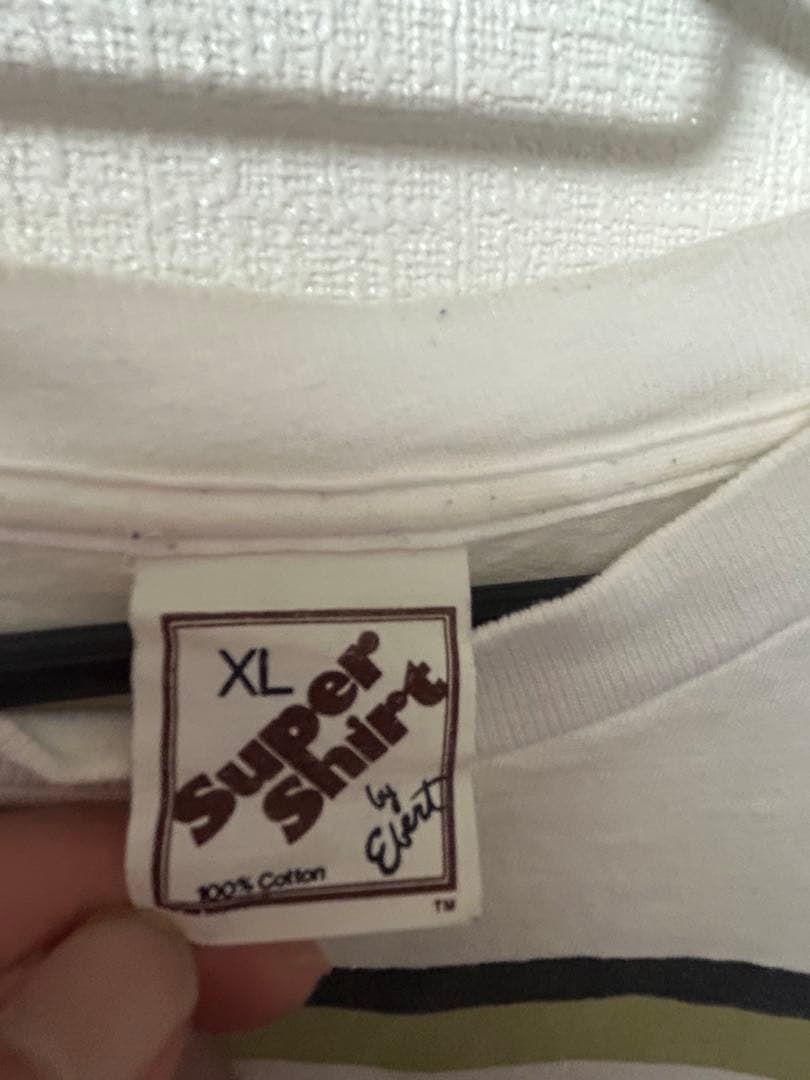 XL
Super
Shirt
by
Ebert
100% Cotton
TM